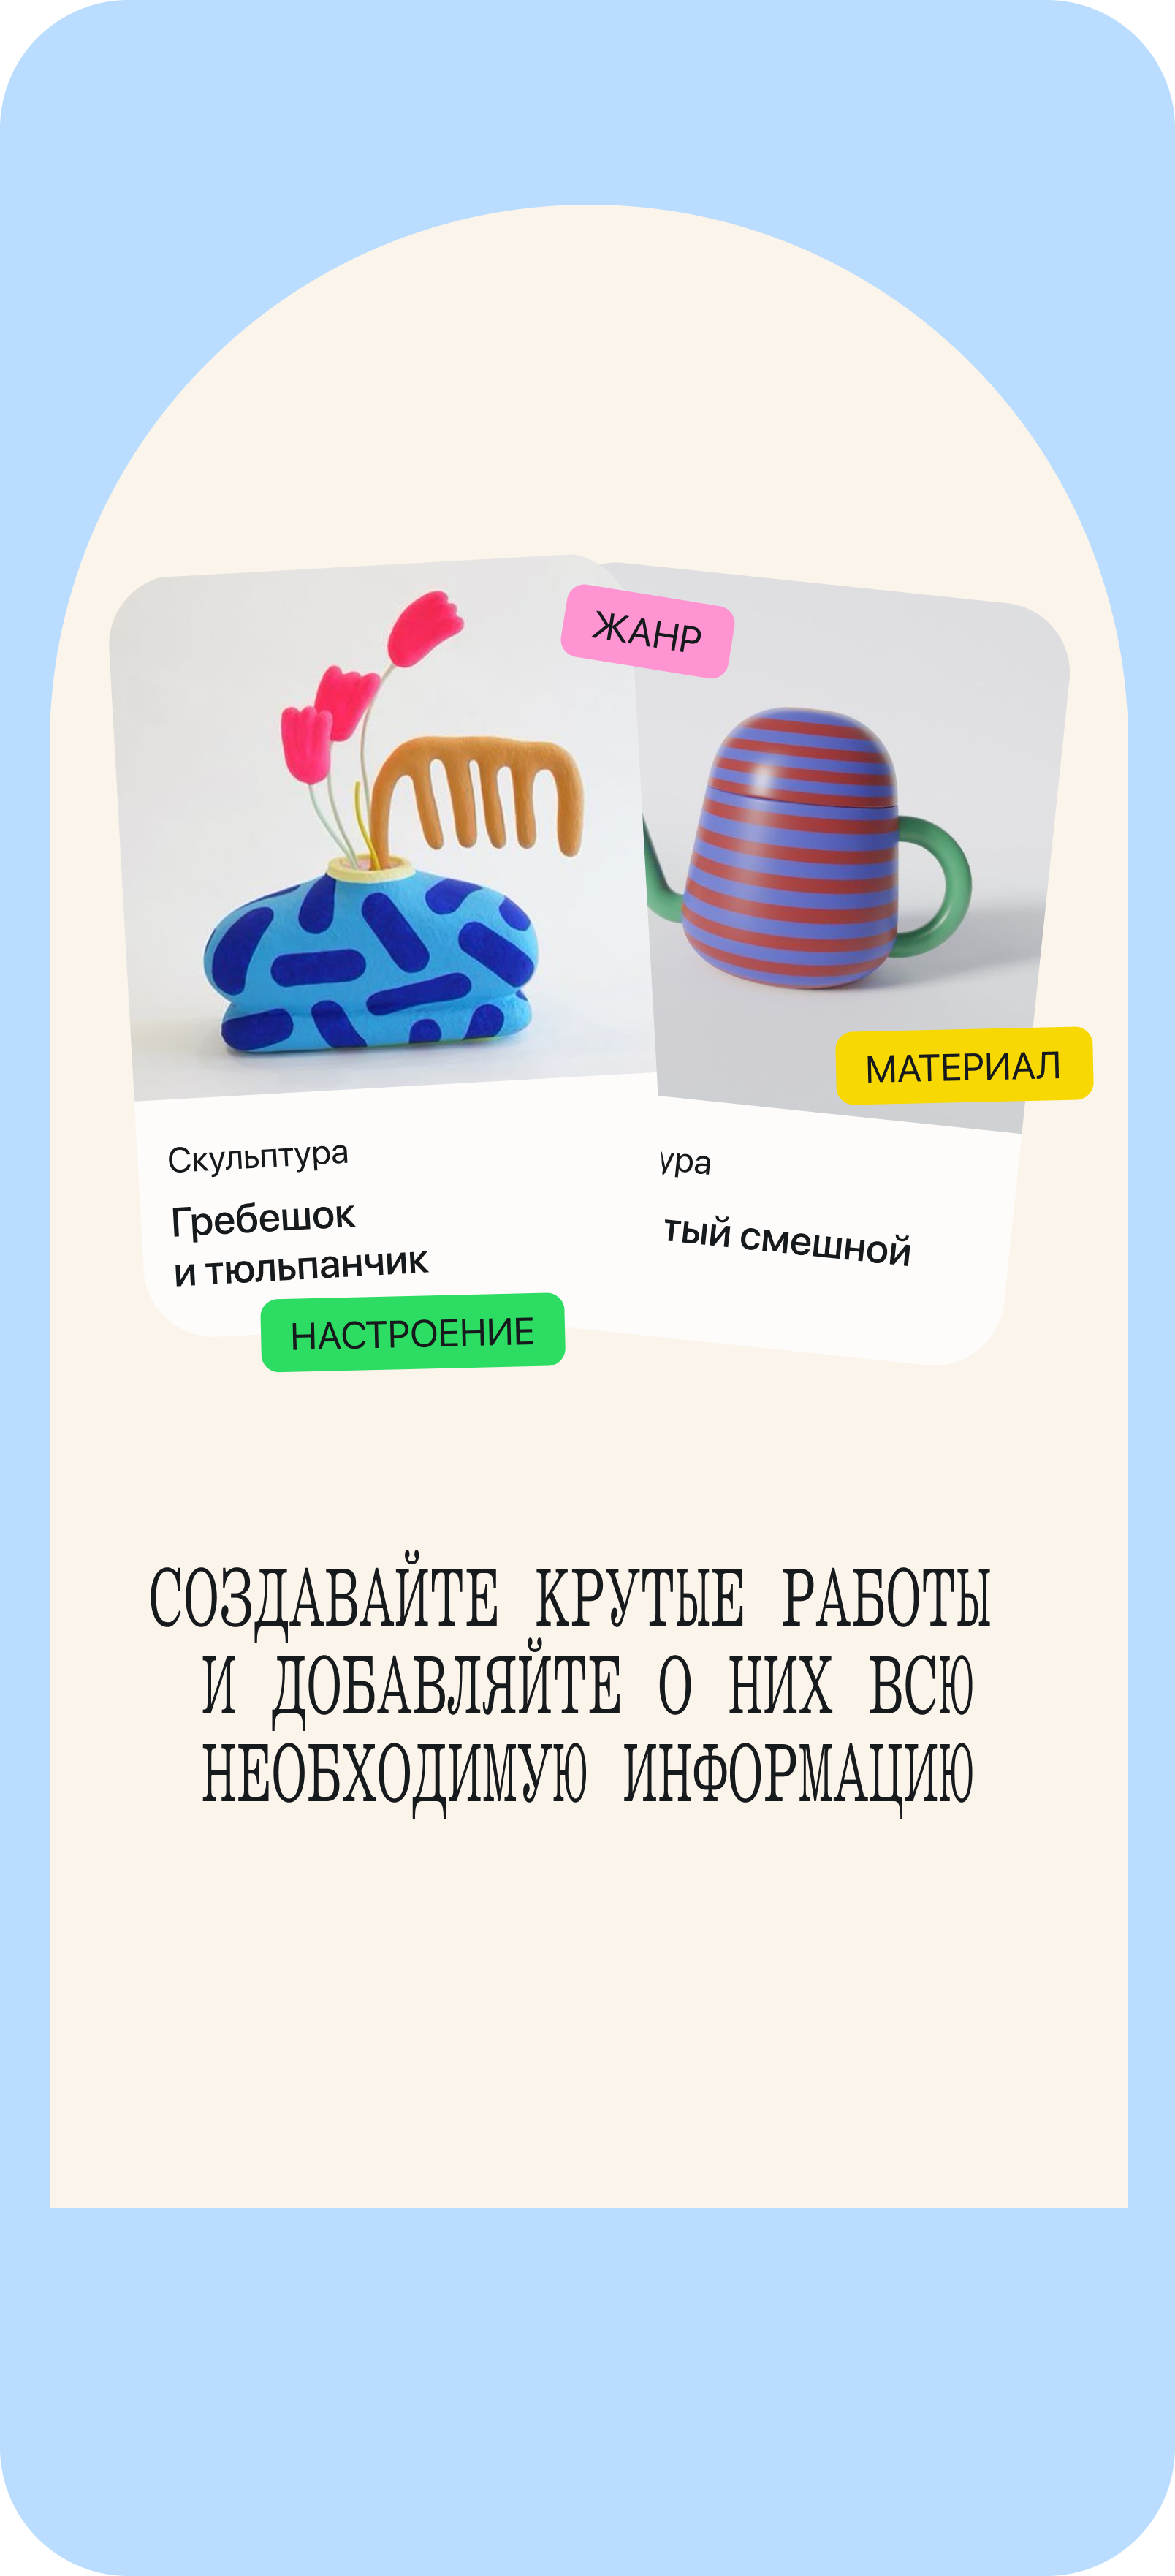 ЖАНР
МАТЕРИАЛ
Скульптура
Гребешок
и тюльпанчик
ура
тый смешной
НАСТРОЕНИЕ
СОЗДАВАЙТЕ КРУТЫЕ РАБОТЫ
И ДОБАВЛЯЙТЕ О НИХ ВСЮ
НЕОБХОДИМУЮ ИНФОРМАЦИЮ